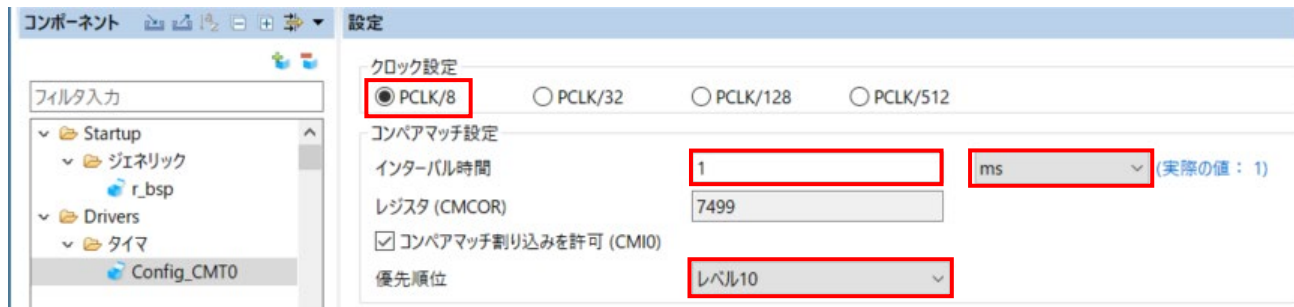 コンポーネント
設定
フィルタ入力
Startup
ジェネリック
r_bsp
Drivers
タイマ
Config_CMT0
クロック設定
PCLK/8 PCLK/32 PCLK/128 PCLK/512
コンペアマッチ設定
インターバル時間 1 ms (実際の値： 1)
レジスタ (CMCOR) 7499
コンペアマッチ割り込みを許可 (CMI0)
優先順位 レベル10